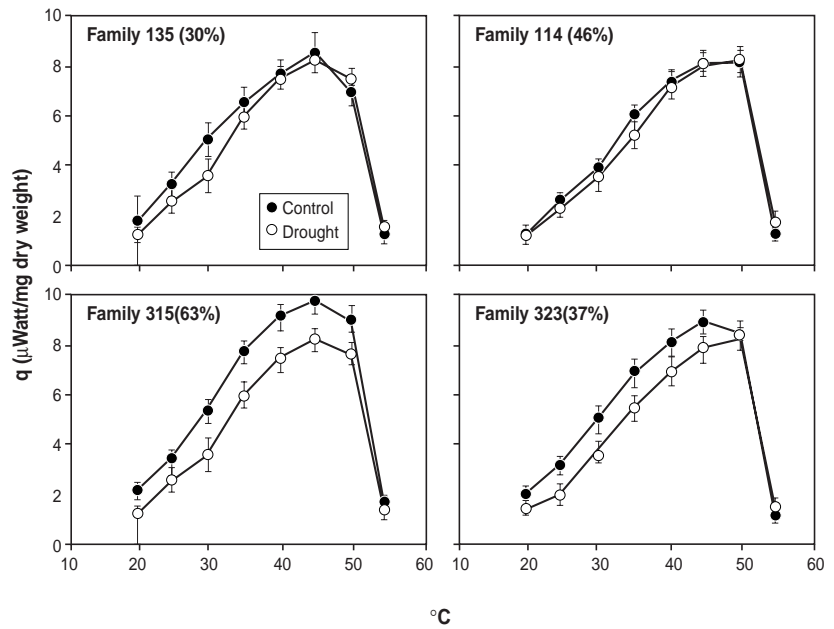 q (µWatt/mg dry weight)
10
8
6
4
2
0
Family 135 (30%)
Control
Drought
Family 114 (46%)
10
8
6
4
2
0
Family 315(63%)
10 20 30 40 50 60
Family 323(37%)
10 20 30 40 50 60
°C